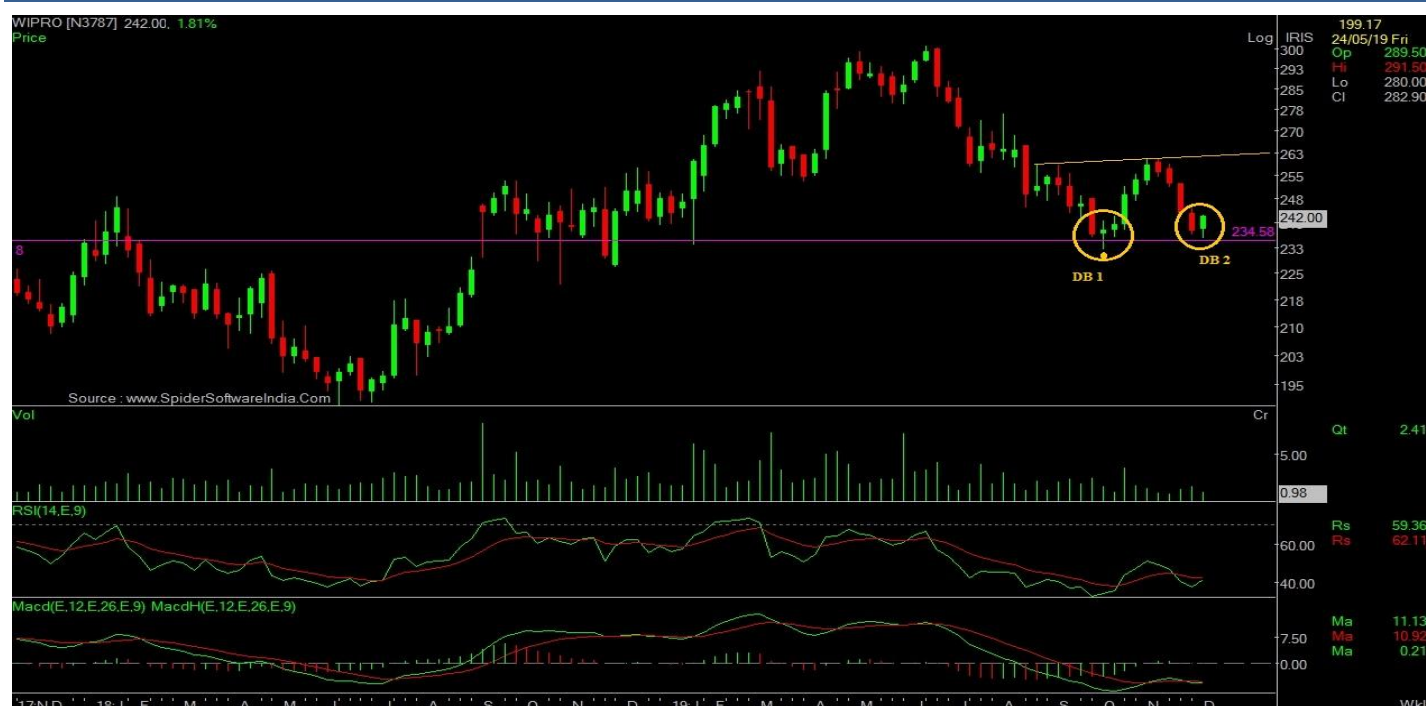 WIPRO [N3787] 242.00, 1.81%
Price
Log
IRIS
199.17
24/05/19 Fri
Op 289.50
Hi 291.50
Lo 280.00
Cl 282.90
300
293
285
278
270
263
255
248
242.00
234.58
233
225
218
210
203
195
8
DB 1
DB 2
Source : www.SpiderSoftwareIndia.Com
Vol
Cr
Qt 2.41
5.00
0.98
RSI(14,E,9)
Rs 59.36
Rs 62.11
60.00
40.00
Macd(E,12,E,26,E,9) MacdH(E,12,E,26,E,9)
Ma 11.13
Ma 10.92
Ma 0.21
7.50
0.00